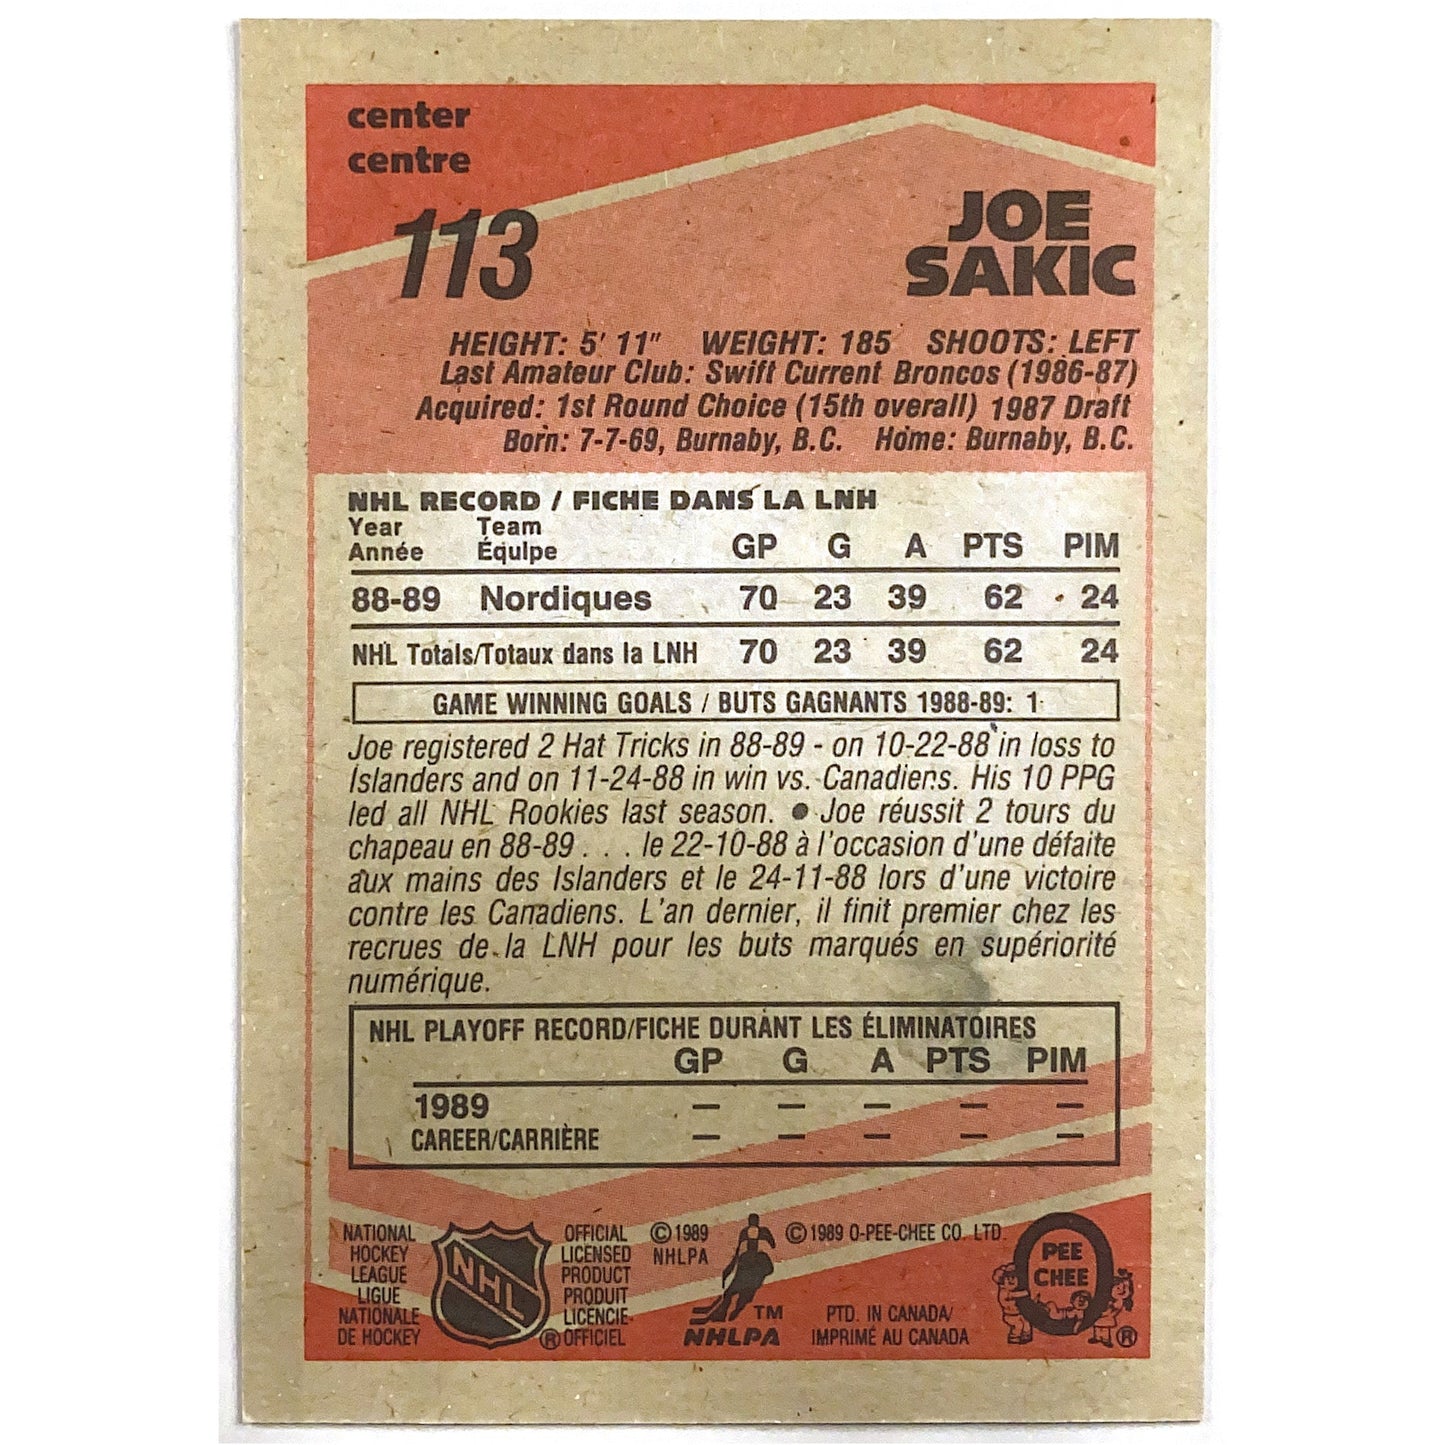 center
centre
113
JOE
SAKIC
HEIGHT: 5' 11" WEIGHT: 185 SHOOTS: LEFT
Last Amateur Club: Swift Current Broncos (1986-87)
Acquired: 1st Round Choice (15th overall) 1987 Draft
Born: 7-7-69, Burnaby, B.C. Home: Burnaby, B.C.
NHL RECORD / FICHE DANS LA LNH
Year Team
Année Équipe GP G A PTS PIM
88-89 Nordiques 70 23 39 62 24
NHL Totals/Totaux dans la LNH 70 23 39 62 24
GAME WINNING GOALS / BUTS GAGNANTS 1988-89: 1
Joe registered 2 Hat Tricks in 88-89 - on 10-22-88 in loss to
Islanders and on 11-24-88 in win vs. Canadiens. His 10 PPG
led all NHL Rookies last season. ● Joe réussit 2 tours du
chapeau en 88-89 . . . le 22-10-88 à l'occasion d'une défaite
aux mains des Islanders et le 24-11-88 lors d'une victoire
contre les Canadiens. L'an dernier, il finit premier chez les
recrues de la LNH pour les buts marqués en supériorité
numérique.
NHL PLAYOFF RECORD/FICHE DURANT LES ÉLIMINATOIRES
GP G A PTS PIM
1989 — — — — —
CAREER/CARRIÈRE — — — — —
NATIONAL
HOCKEY
LEAGUE
LIGUE
NATIONALE
DE HOCKEY
NHL
®
OFFICIAL
LICENSED
PRODUCT
PRODUIT
LICENCIE
OFFICIEL
© 1989
NHLPA
TM
NHLPA
© 1989 O-PEE-CHEE CO. LTD.
PTD. IN CANADA/
IMPRIMÉ AU CANADA
O
PEE
CHEE
®